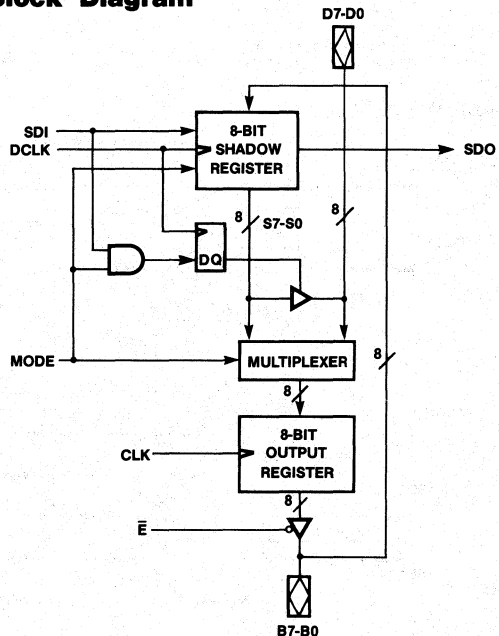 Block Diagram
D7-D0
SDI
DCLK
8-BIT
SHADOW
REGISTER
SDO
8
S7-S0
8
DQ
MODE
MULTIPLEXER
8
8
CLK
8-BIT
OUTPUT
REGISTER
8
E̅
B7-B0